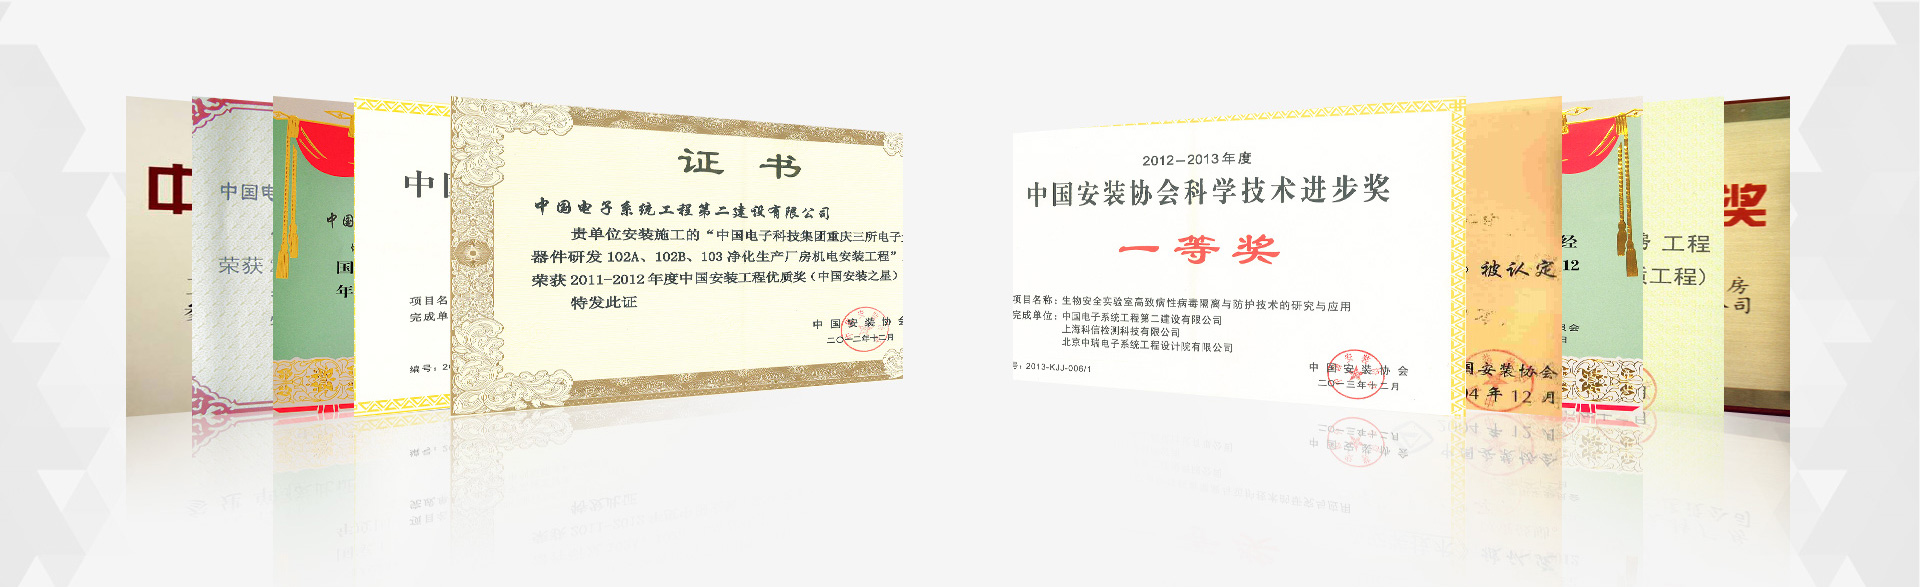 中
中国电
荣获
中国
国
年
中国
项目名
完成单
编号：2
证书
中国电子系统工程第二建设有限公司
贵单位安装施工的“中国电子科技集团重庆三所电子
器件研发 102A、102B、103 净化生产厂房机电安装工程”
荣获 2011-2012 年度中国安装工程优质奖（中国安装之星）
特发此证
中国安装协会
二〇一二年十二月
2012－2013 年度
中国安装协会科学技术进步奖
一等奖
项目名称：生物安全实验室高致病性病毒隔离与防护技术的研究与应用
完成单位：中国电子系统工程第二建设有限公司
上海科信检测科技有限公司
北京中瑞电子系统工程设计院有限公司
号：2013-KJJ-006/1
中国安装协会
二〇一三年十二月
被认定
国安装协会
04 年 12 月
经
12
员会
日
工程
工程）
奖
房
司